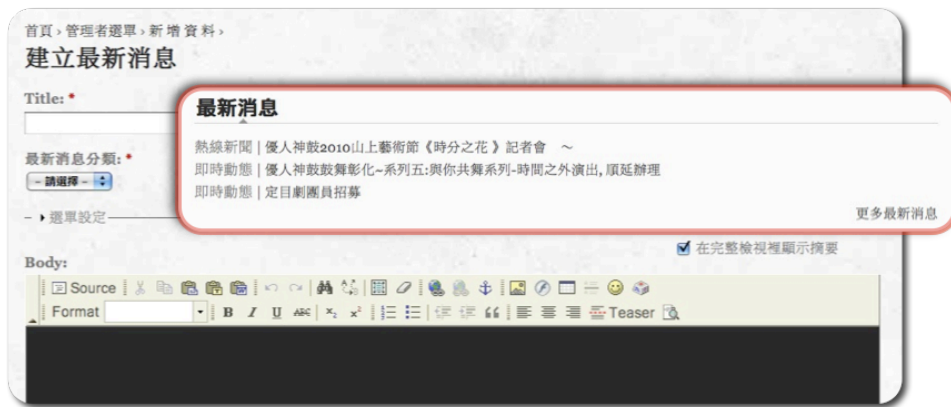 首頁 › 管理者選單 › 新增資料 ›
建立最新消息
Title: *
最新消息分類: *
- 請選擇 -
最新消息
熱線新聞 | 優人神鼓2010山上藝術節《時分之花 》記者會 ～
即時動態 | 優人神鼓鼓舞彰化~系列五:與你共舞系列-時間之外演出, 順延辦理
即時動態 | 定目劇團員招募
更多最新消息
選單設定
在完整檢視裡顯示摘要
Body:
Source
Format B I U ABC x₂ x² Teaser